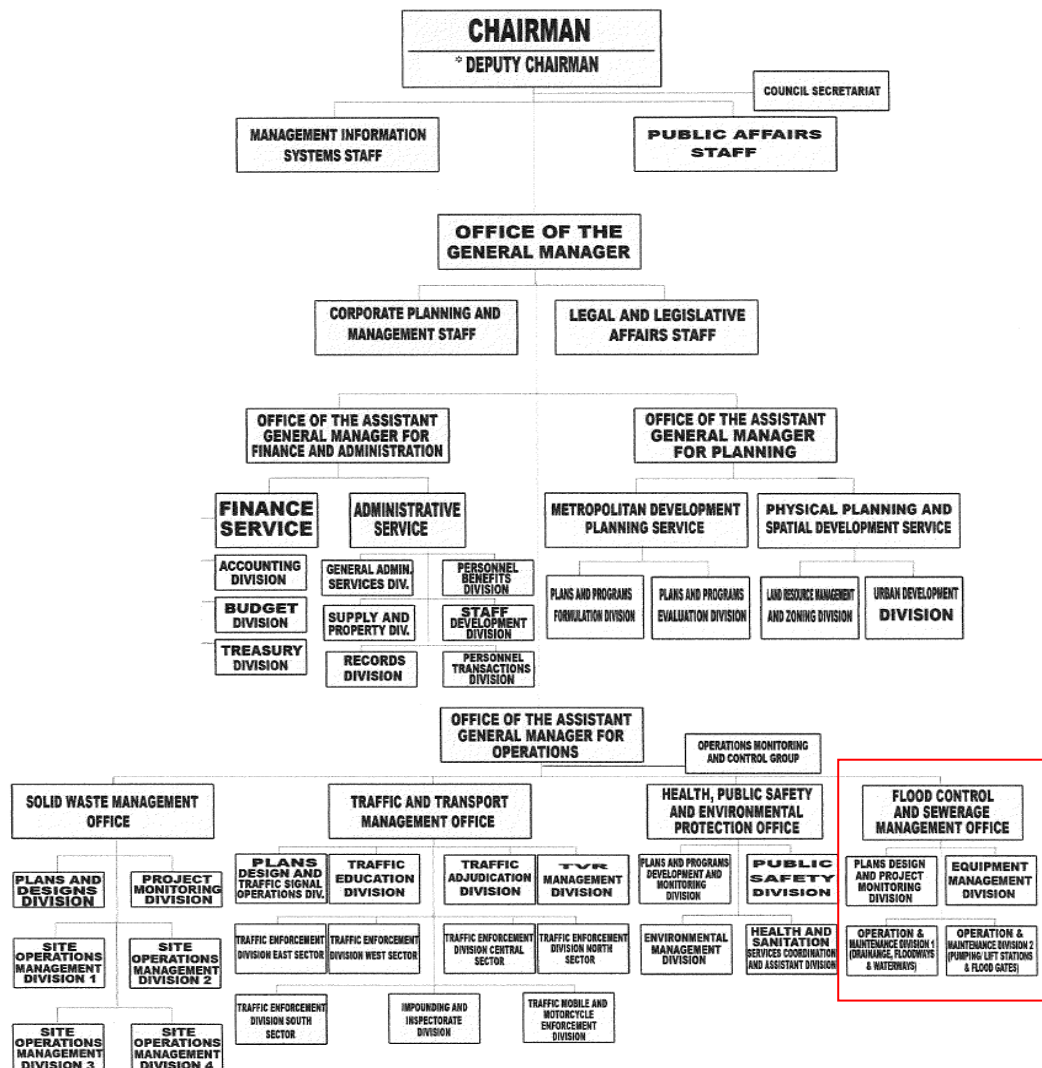 CHAIRMAN
* DEPUTY CHAIRMAN
COUNCIL SECRETARIAT
MANAGEMENT INFORMATION
SYSTEMS STAFF
PUBLIC AFFAIRS
STAFF
OFFICE OF THE
GENERAL MANAGER
CORPORATE PLANNING AND
MANAGEMENT STAFF
LEGAL AND LEGISLATIVE
AFFAIRS STAFF
OFFICE OF THE ASSISTANT
GENERAL MANAGER FOR
FINANCE AND ADMINISTRATION
OFFICE OF THE ASSISTANT
GENERAL MANAGER
FOR PLANNING
FINANCE
SERVICE
ADMINISTRATIVE
SERVICE
METROPOLITAN DEVELOPMENT
PLANNING SERVICE
PHYSICAL PLANNING AND
SPATIAL DEVELOPMENT SERVICE
ACCOUNTING
DIVISION
GENERAL ADMIN.
SERVICES DIV.
PERSONNEL
BENEFITS
DIVISION
BUDGET
DIVISION
SUPPLY AND
PROPERTY DIV.
STAFF
DEVELOPMENT
DIVISION
TREASURY
DIVISION
RECORDS
DIVISION
PERSONNEL
TRANSACTIONS
DIVISION
PLANS AND PROGRAMS
FORMULATION DIVISION
PLANS AND PROGRAMS
EVALUATION DIVISION
LAND RESOURCE MANAGEMENT
AND ZONING DIVISION
URBAN DEVELOPMENT
DIVISION
OFFICE OF THE ASSISTANT
GENERAL MANAGER FOR
OPERATIONS
OPERATIONS MONITORING
AND CONTROL GROUP
SOLID WASTE MANAGEMENT
OFFICE
TRAFFIC AND TRANSPORT
MANAGEMENT OFFICE
HEALTH, PUBLIC SAFETY
AND ENVIRONMENTAL
PROTECTION OFFICE
FLOOD CONTROL
AND SEWERAGE
MANAGEMENT OFFICE
PLANS AND
DESIGNS
DIVISION
PROJECT
MONITORING
DIVISION
PLANS
DESIGN AND
TRAFFIC SIGNAL
OPERATIONS DIV.
TRAFFIC
EDUCATION
DIVISION
TRAFFIC
ADJUDICATION
DIVISION
TVR
MANAGEMENT
DIVISION
PLANS AND PROGRAMS
DEVELOPMENT AND
MONITORING
DIVISION
PUBLIC
SAFETY
DIVISION
PLANS DESIGN
AND PROJECT
MONITORING
DIVISION
EQUIPMENT
MANAGEMENT
DIVISION
SITE
OPERATIONS
MANAGEMENT
DIVISION 1
SITE
OPERATIONS
MANAGEMENT
DIVISION 2
TRAFFIC ENFORCEMENT
DIVISION EAST SECTOR
TRAFFIC ENFORCEMENT
DIVISION WEST SECTOR
TRAFFIC ENFORCEMENT
DIVISION CENTRAL
SECTOR
TRAFFIC ENFORCEMENT
DIVISION NORTH
SECTOR
ENVIRONMENTAL
MANAGEMENT
DIVISION
HEALTH AND
SANITATION
SERVICES COORDINATION
AND ASSISTANT DIVISION
OPERATION &
MAINTENANCE DIVISION 1
(DRAINANGE, FLOODWAYS
& WATERWAYS)
OPERATION &
MAINTENANCE DIVISION 2
(PUMPING/ LIFT STATIONS
& FLOOD GATES)
TRAFFIC ENFORCEMENT
DIVISION SOUTH
SECTOR
IMPOUNDING AND
INSPECTORATE
DIVISION
TRAFFIC MOBILE AND
MOTORCYCLE
ENFORCEMENT
DIVISION
SITE
OPERATIONS
MANAGEMENT
DIVISION 3
SITE
OPERATIONS
MANAGEMENT
DIVISION 4